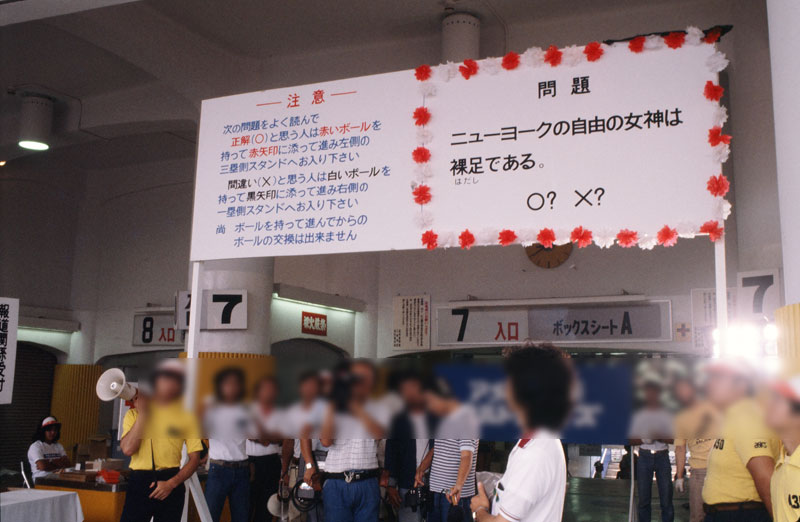 注意
次の問題をよく読んで
正解(○)と思う人は赤いボールを
持って赤矢印に添って進み左側の
三塁側スタンドへお入り下さい
間違い(×)と思う人は白いボールを
持って黒矢印に添って進み右側の
一塁側スタンドへお入り下さい
尚 ボールを持って進んでからの
ボールの交換は出来ません
問題
ニューヨークの自由の女神は
裸足である。
はだし
○? ×?
8 入口
7
7 入口 ボックスシートA
7
報道関係受付